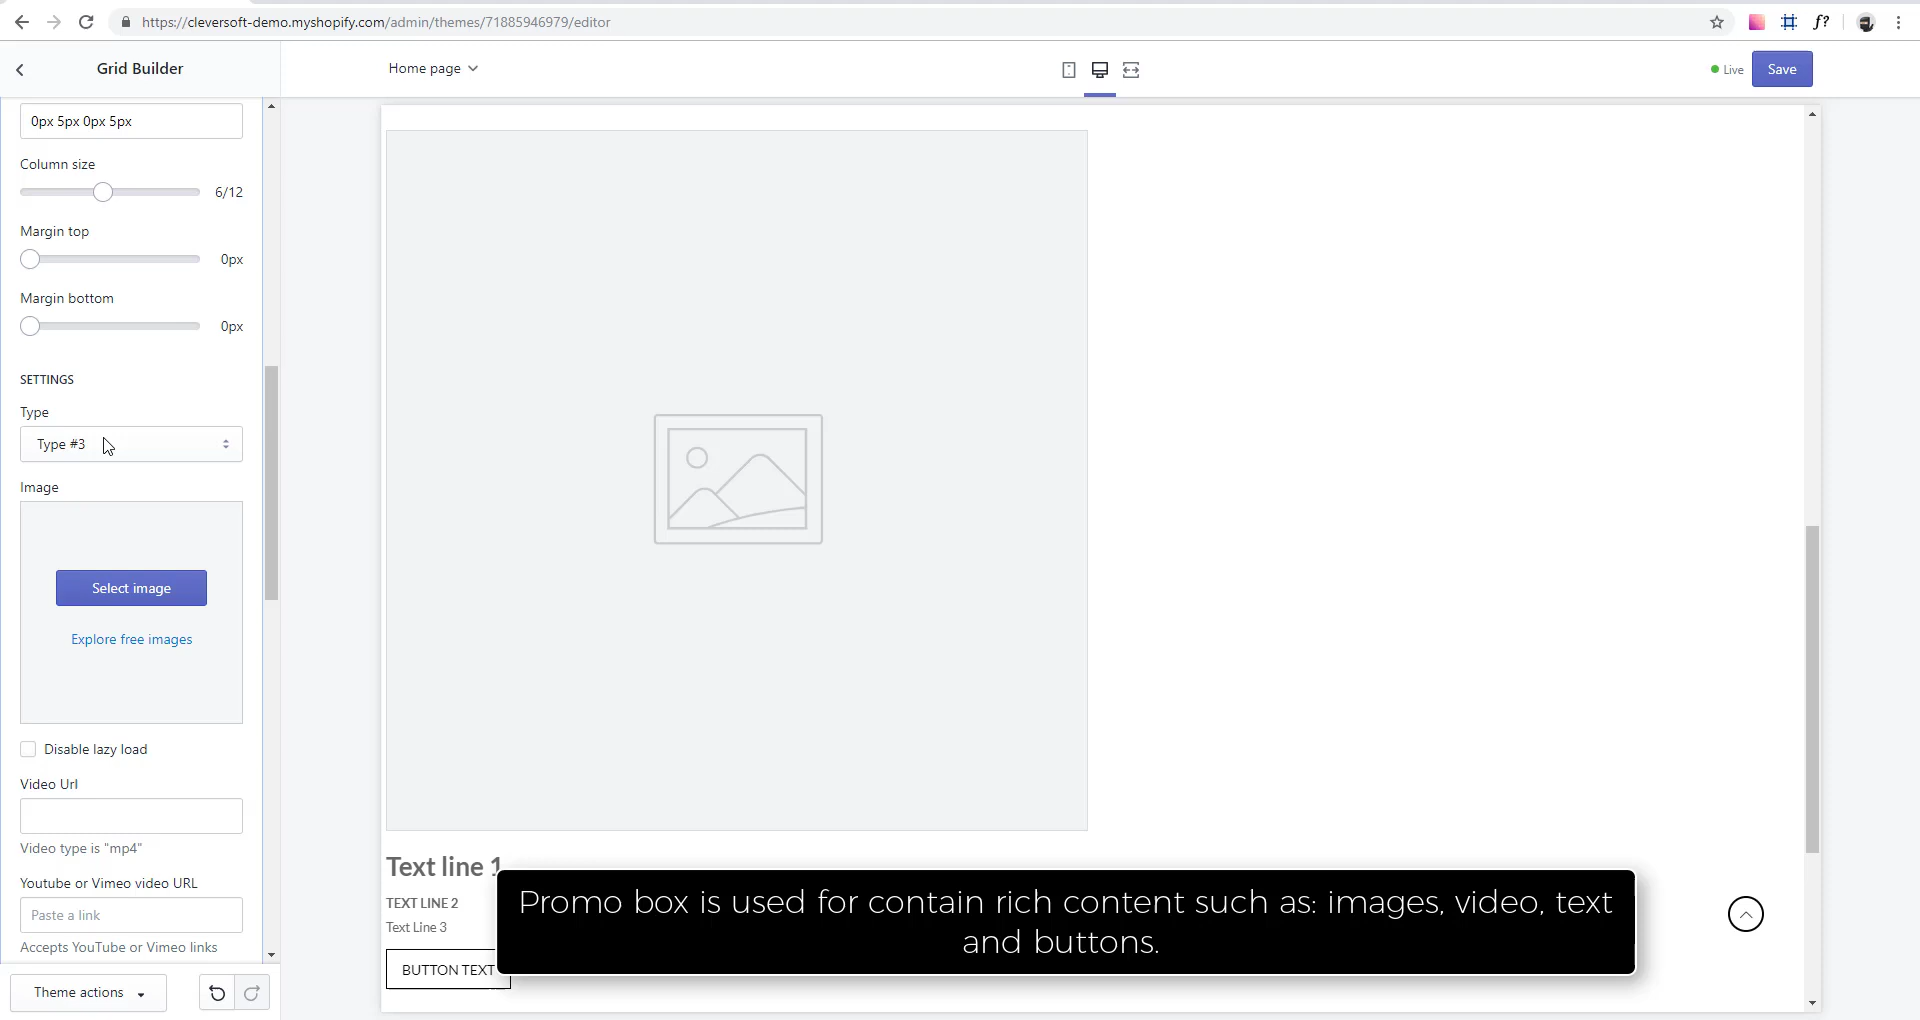 https://cleversoft-demo.myshopify.com/admin/themes/71885946979/editor
f?
Grid Builder
Home page
Live
Save
0px 5px 0px 5px
Column size
6/12
Margin top
0px
Margin bottom
0px
SETTINGS
Type
Type #3
Image
Select image
Explore free images
Disable lazy load
Video Url
Video type is "mp4"
Youtube or Vimeo video URL
Paste a link
Accepts YouTube or Vimeo links
Theme actions
Text line 1
TEXT LINE 2
Text Line 3
BUTTON TEXT
Promo box is used for contain rich content such as: images, video, text
and buttons.